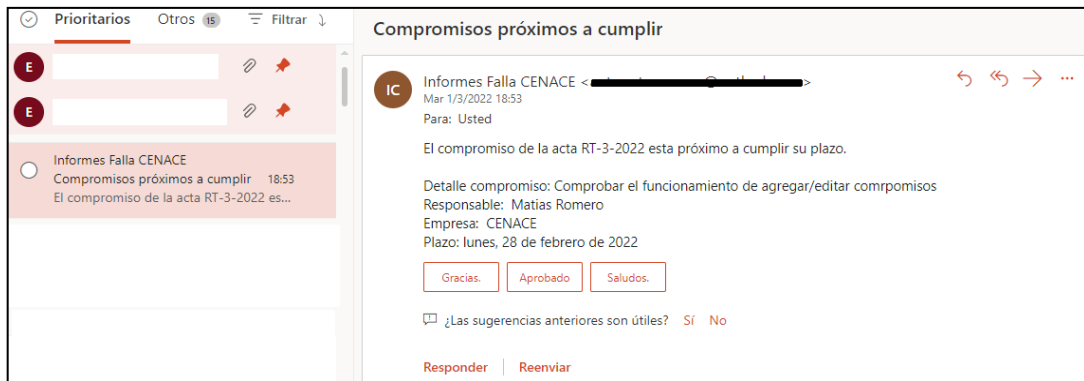 Prioritarios Otros 15 Filtrar
E
E
Informes Falla CENACE
Compromisos próximos a cumplir 18:53
El compromiso de la acta RT-3-2022 es...
Compromisos próximos a cumplir
IC
Informes Falla CENACE < >
Mar 1/3/2022 18:53
Para: Usted
El compromiso de la acta RT-3-2022 esta próximo a cumplir su plazo.
Detalle compromiso: Comprobar el funcionamiento de agregar/editar comrpomisos
Responsable: Matias Romero
Empresa: CENACE
Plazo: lunes, 28 de febrero de 2022
Gracias. Aprobado Saludos.
¿Las sugerencias anteriores son útiles? Sí No
Responder Reenviar